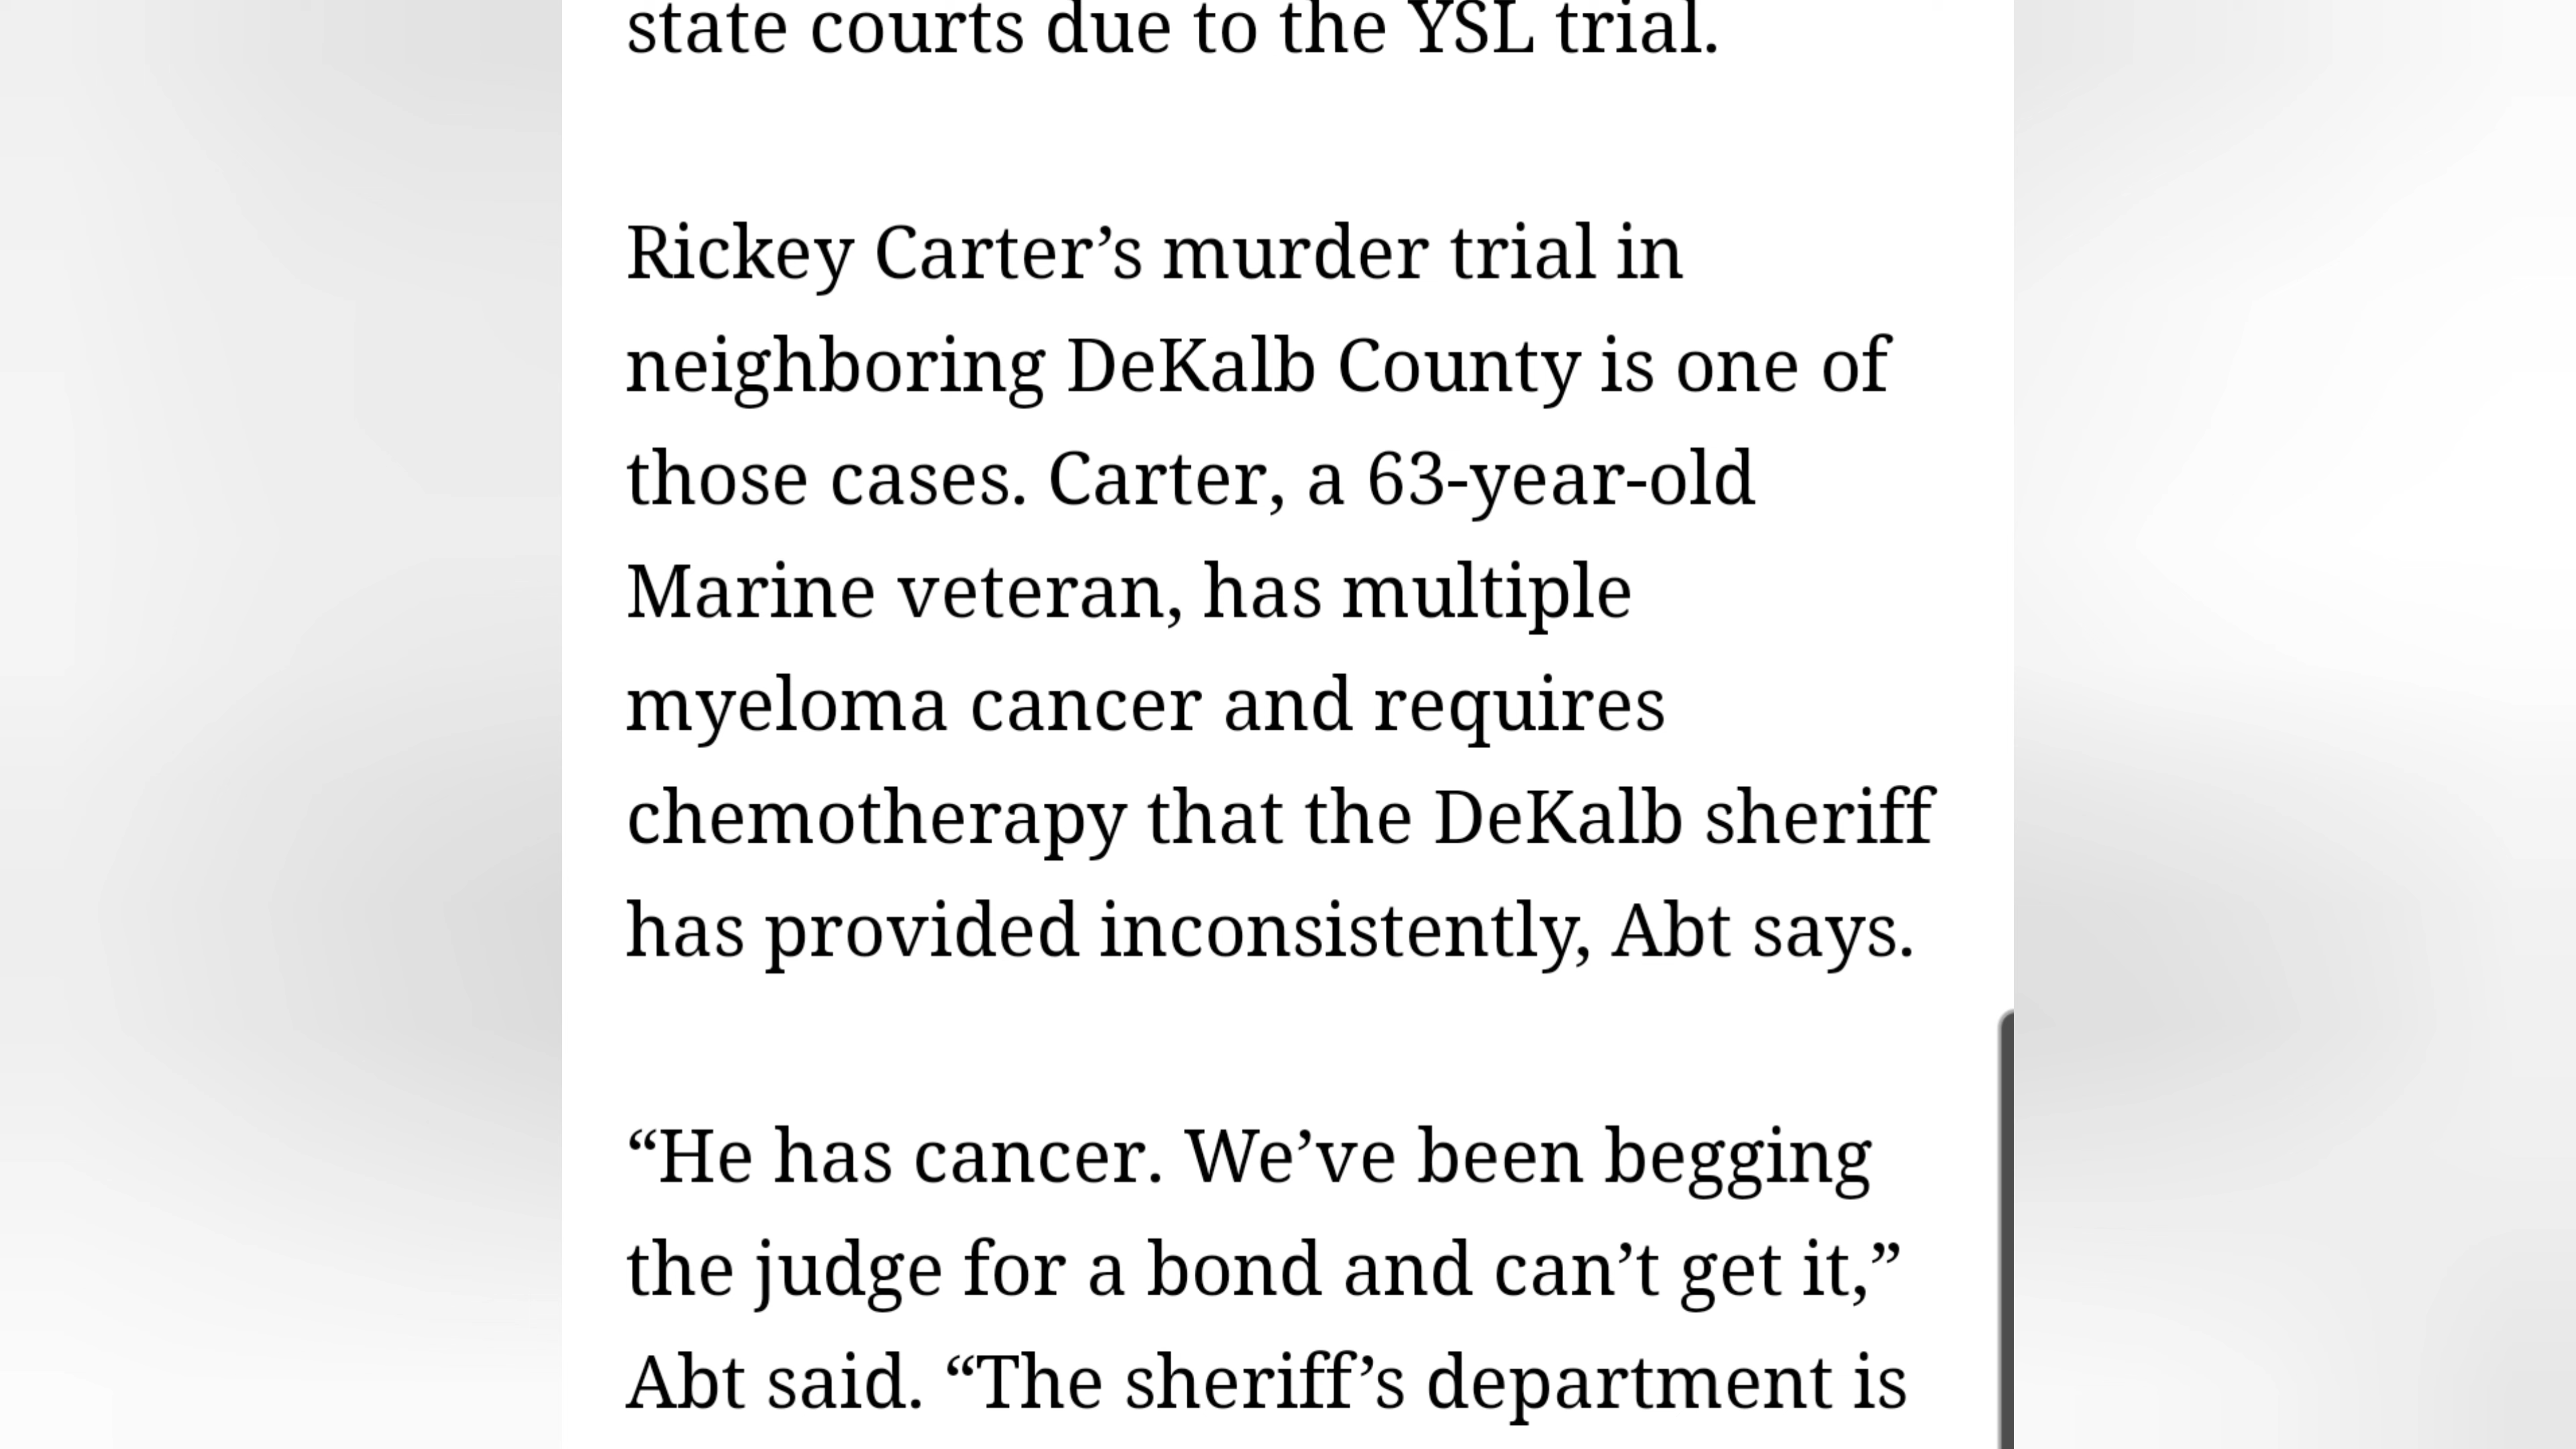 state courts due to the YSL trial.
Rickey Carter’s murder trial in
neighboring DeKalb County is one of
those cases. Carter, a 63-year-old
Marine veteran, has multiple
myeloma cancer and requires
chemotherapy that the DeKalb sheriff
has provided inconsistently, Abt says.
“He has cancer. We’ve been begging
the judge for a bond and can’t get it,”
Abt said. “The sheriff’s department is